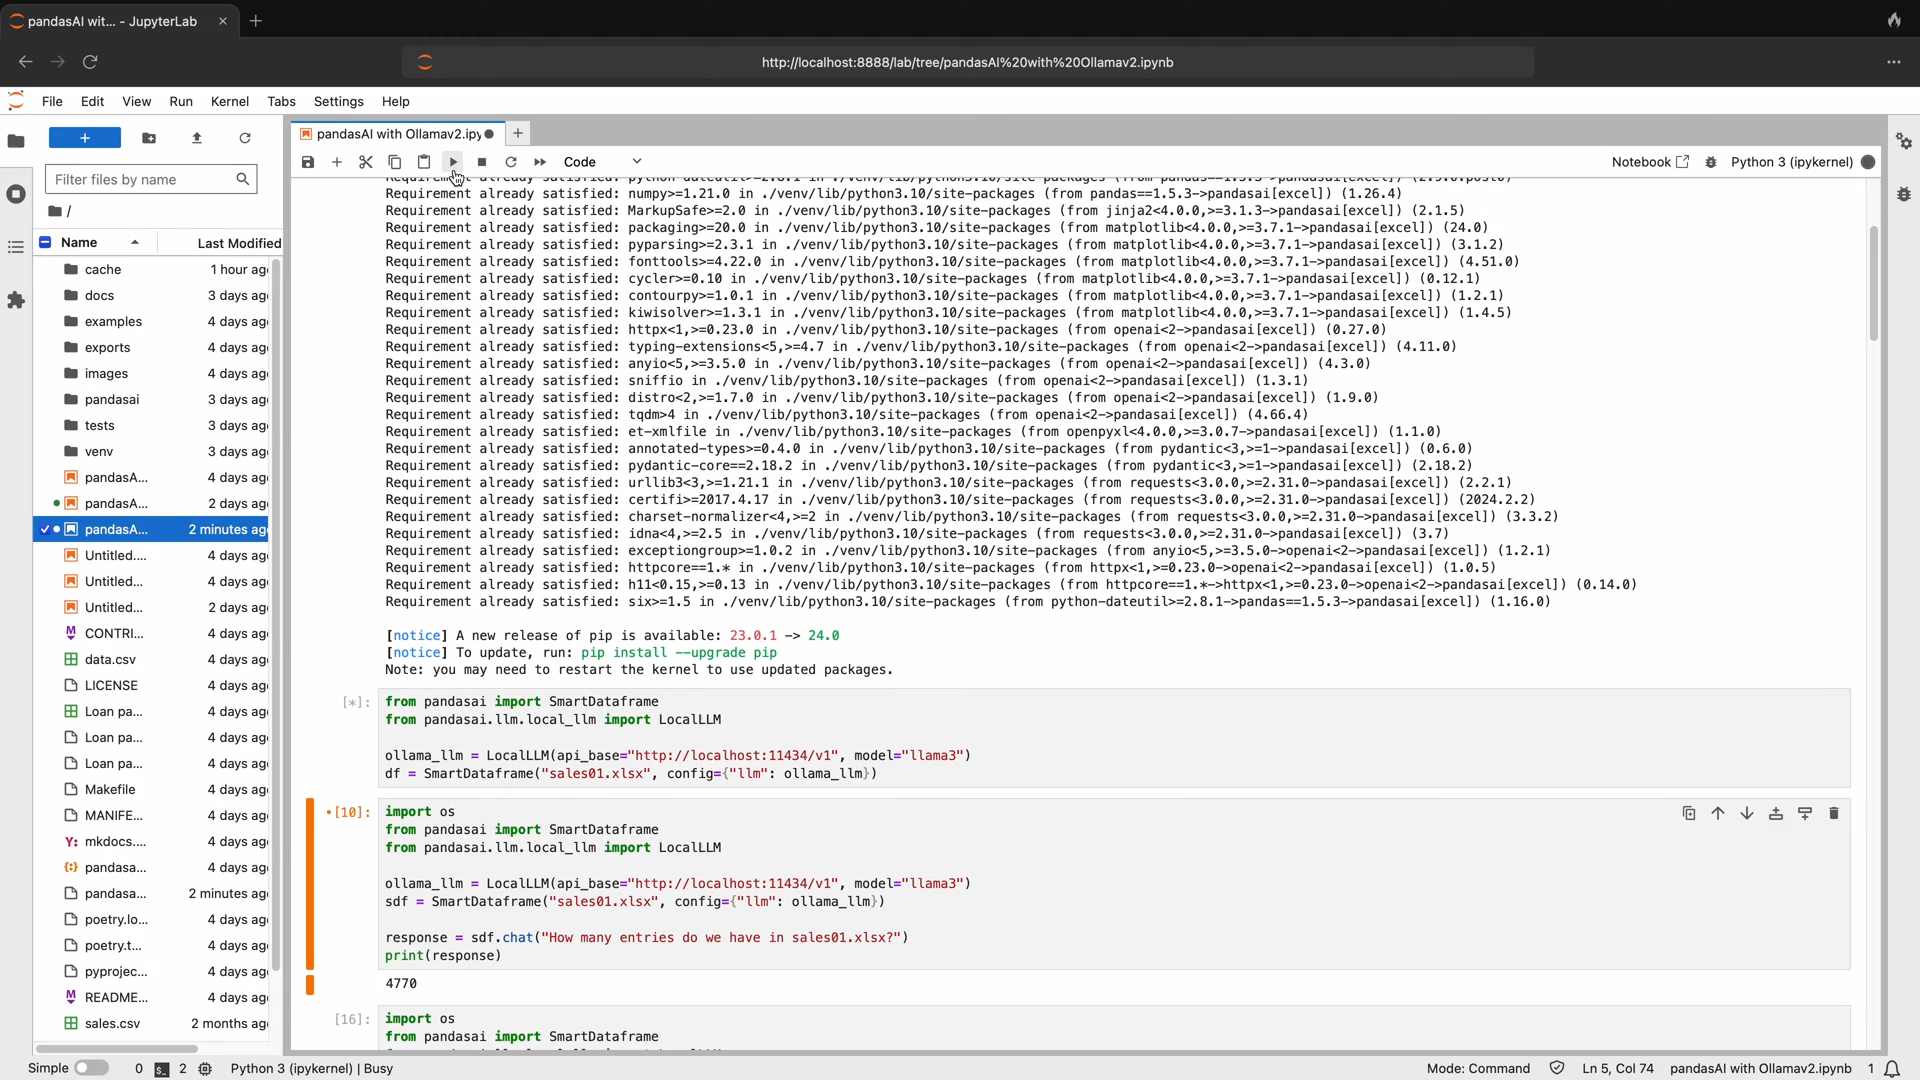 pandasAI wit... - JupyterLab
http://localhost:8888/lab/tree/pandasAI%20with%20Ollamav2.ipynb
File Edit View Run Kernel Tabs Settings Help
pandasAI with Ollamav2.ipy
Code
Notebook
Python 3 (ipykernel)
Filter files by name
/
Name Last Modified
cache 1 hour ago
docs 3 days ago
examples 4 days ago
exports 4 days ago
images 4 days ago
pandasai 3 days ago
tests 3 days ago
venv 3 days ago
pandasA... 4 days ago
pandasA... 2 days ago
pandasA... 2 minutes ago
Untitled.... 4 days ago
Untitled... 4 days ago
Untitled... 2 days ago
CONTRI... 4 days ago
data.csv 4 days ago
LICENSE 4 days ago
Loan pa... 4 days ago
Loan pa... 4 days ago
Loan pa... 4 days ago
Makefile 4 days ago
MANIFE... 4 days ago
mkdocs.... 4 days ago
pandasa... 4 days ago
pandasa... 2 minutes ago
poetry.lo... 4 days ago
poetry.t... 4 days ago
pyprojec... 4 days ago
README... 4 days ago
sales.csv 2 months ago
Requirement already satisfied: numpy>=1.21.0 in ./venv/lib/python3.10/site-packages (from pandas==1.5.3->pandasai[excel]) (1.26.4)
Requirement already satisfied: MarkupSafe>=2.0 in ./venv/lib/python3.10/site-packages (from jinja2<4.0.0,>=3.1.3->pandasai[excel]) (2.1.5)
Requirement already satisfied: packaging>=20.0 in ./venv/lib/python3.10/site-packages (from matplotlib<4.0.0,>=3.7.1->pandasai[excel]) (24.0)
Requirement already satisfied: pyparsing>=2.3.1 in ./venv/lib/python3.10/site-packages (from matplotlib<4.0.0,>=3.7.1->pandasai[excel]) (3.1.2)
Requirement already satisfied: fonttools>=4.22.0 in ./venv/lib/python3.10/site-packages (from matplotlib<4.0.0,>=3.7.1->pandasai[excel]) (4.51.0)
Requirement already satisfied: cycler>=0.10 in ./venv/lib/python3.10/site-packages (from matplotlib<4.0.0,>=3.7.1->pandasai[excel]) (0.12.1)
Requirement already satisfied: contourpy>=1.0.1 in ./venv/lib/python3.10/site-packages (from matplotlib<4.0.0,>=3.7.1->pandasai[excel]) (1.2.1)
Requirement already satisfied: kiwisolver>=1.3.1 in ./venv/lib/python3.10/site-packages (from matplotlib<4.0.0,>=3.7.1->pandasai[excel]) (1.4.5)
Requirement already satisfied: httpx<1,>=0.23.0 in ./venv/lib/python3.10/site-packages (from openai<2->pandasai[excel]) (0.27.0)
Requirement already satisfied: typing-extensions<5,>=4.7 in ./venv/lib/python3.10/site-packages (from openai<2->pandasai[excel]) (4.11.0)
Requirement already satisfied: anyio<5,>=3.5.0 in ./venv/lib/python3.10/site-packages (from openai<2->pandasai[excel]) (4.3.0)
Requirement already satisfied: sniffio in ./venv/lib/python3.10/site-packages (from openai<2->pandasai[excel]) (1.3.1)
Requirement already satisfied: distro<2,>=1.7.0 in ./venv/lib/python3.10/site-packages (from openai<2->pandasai[excel]) (1.9.0)
Requirement already satisfied: tqdm>4 in ./venv/lib/python3.10/site-packages (from openai<2->pandasai[excel]) (4.66.4)
Requirement already satisfied: et-xmlfile in ./venv/lib/python3.10/site-packages (from openpyxl<4.0.0,>=3.0.7->pandasai[excel]) (1.1.0)
Requirement already satisfied: annotated-types>=0.4.0 in ./venv/lib/python3.10/site-packages (from pydantic<3,>=1->pandasai[excel]) (0.6.0)
Requirement already satisfied: pydantic-core==2.18.2 in ./venv/lib/python3.10/site-packages (from pydantic<3,>=1->pandasai[excel]) (2.18.2)
Requirement already satisfied: urllib3<3,>=1.21.1 in ./venv/lib/python3.10/site-packages (from requests<3.0.0,>=2.31.0->pandasai[excel]) (2.2.1)
Requirement already satisfied: certifi>=2017.4.17 in ./venv/lib/python3.10/site-packages (from requests<3.0.0,>=2.31.0->pandasai[excel]) (2024.2.2)
Requirement already satisfied: charset-normalizer<4,>=2 in ./venv/lib/python3.10/site-packages (from requests<3.0.0,>=2.31.0->pandasai[excel]) (3.3.2)
Requirement already satisfied: idna<4,>=2.5 in ./venv/lib/python3.10/site-packages (from requests<3.0.0,>=2.31.0->pandasai[excel]) (3.7)
Requirement already satisfied: exceptiongroup>=1.0.2 in ./venv/lib/python3.10/site-packages (from anyio<5,>=3.5.0->openai<2->pandasai[excel]) (1.2.1)
Requirement already satisfied: httpcore==1.* in ./venv/lib/python3.10/site-packages (from httpx<1,>=0.23.0->openai<2->pandasai[excel]) (1.0.5)
Requirement already satisfied: h11<0.15,>=0.13 in ./venv/lib/python3.10/site-packages (from httpcore==1.*->httpx<1,>=0.23.0->openai<2->pandasai[excel]) (0.14.0)
Requirement already satisfied: six>=1.5 in ./venv/lib/python3.10/site-packages (from python-dateutil>=2.8.1->pandas==1.5.3->pandasai[excel]) (1.16.0)
[notice] A new release of pip is available: 23.0.1 -> 24.0
[notice] To update, run: pip install --upgrade pip
Note: you may need to restart the kernel to use updated packages.
[*]: from pandasai import SmartDataframe
from pandasai.llm.local_llm import LocalLLM
ollama_llm = LocalLLM(api_base="http://localhost:11434/v1", model="llama3")
df = SmartDataframe("sales01.xlsx", config={"llm": ollama_llm})
•[10]: import os
from pandasai import SmartDataframe
from pandasai.llm.local_llm import LocalLLM
ollama_llm = LocalLLM(api_base="http://localhost:11434/v1", model="llama3")
sdf = SmartDataframe("sales01.xlsx", config={"llm": ollama_llm})
response = sdf.chat("How many entries do we have in sales01.xlsx?")
print(response)
4770
[16]: import os
from pandasai import SmartDataframe
Simple 0 2 Python 3 (ipykernel) | Busy Mode: Command Ln 5, Col 74 pandasAI with Ollamav2.ipynb 1